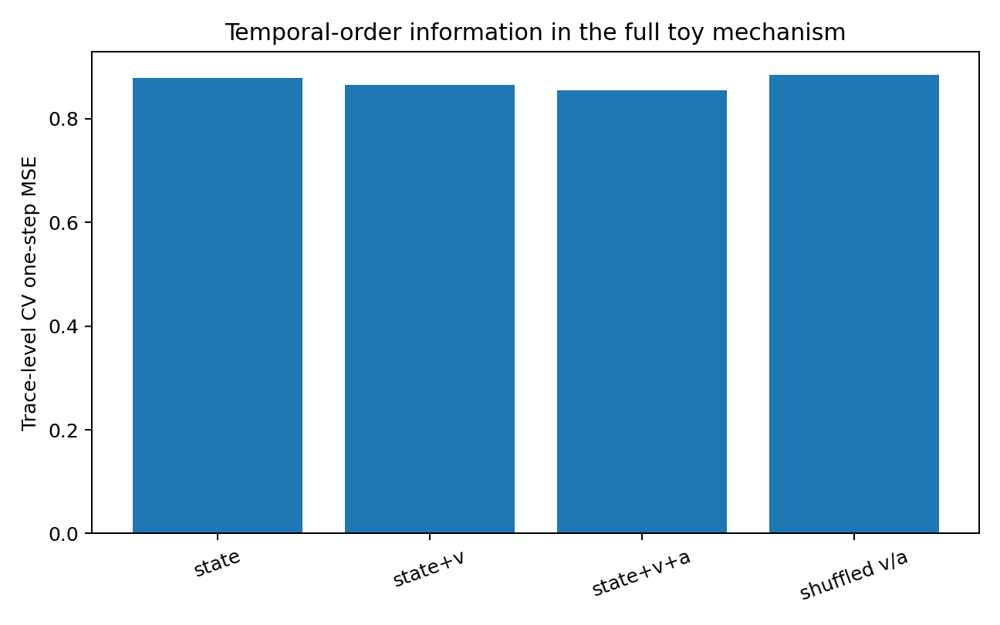 Temporal-order information in the full toy mechanism
Trace-level CV one-step MSE
0.8
0.6
0.4
0.2
0.0
state
state+v
state+v+a
shuffled v/a